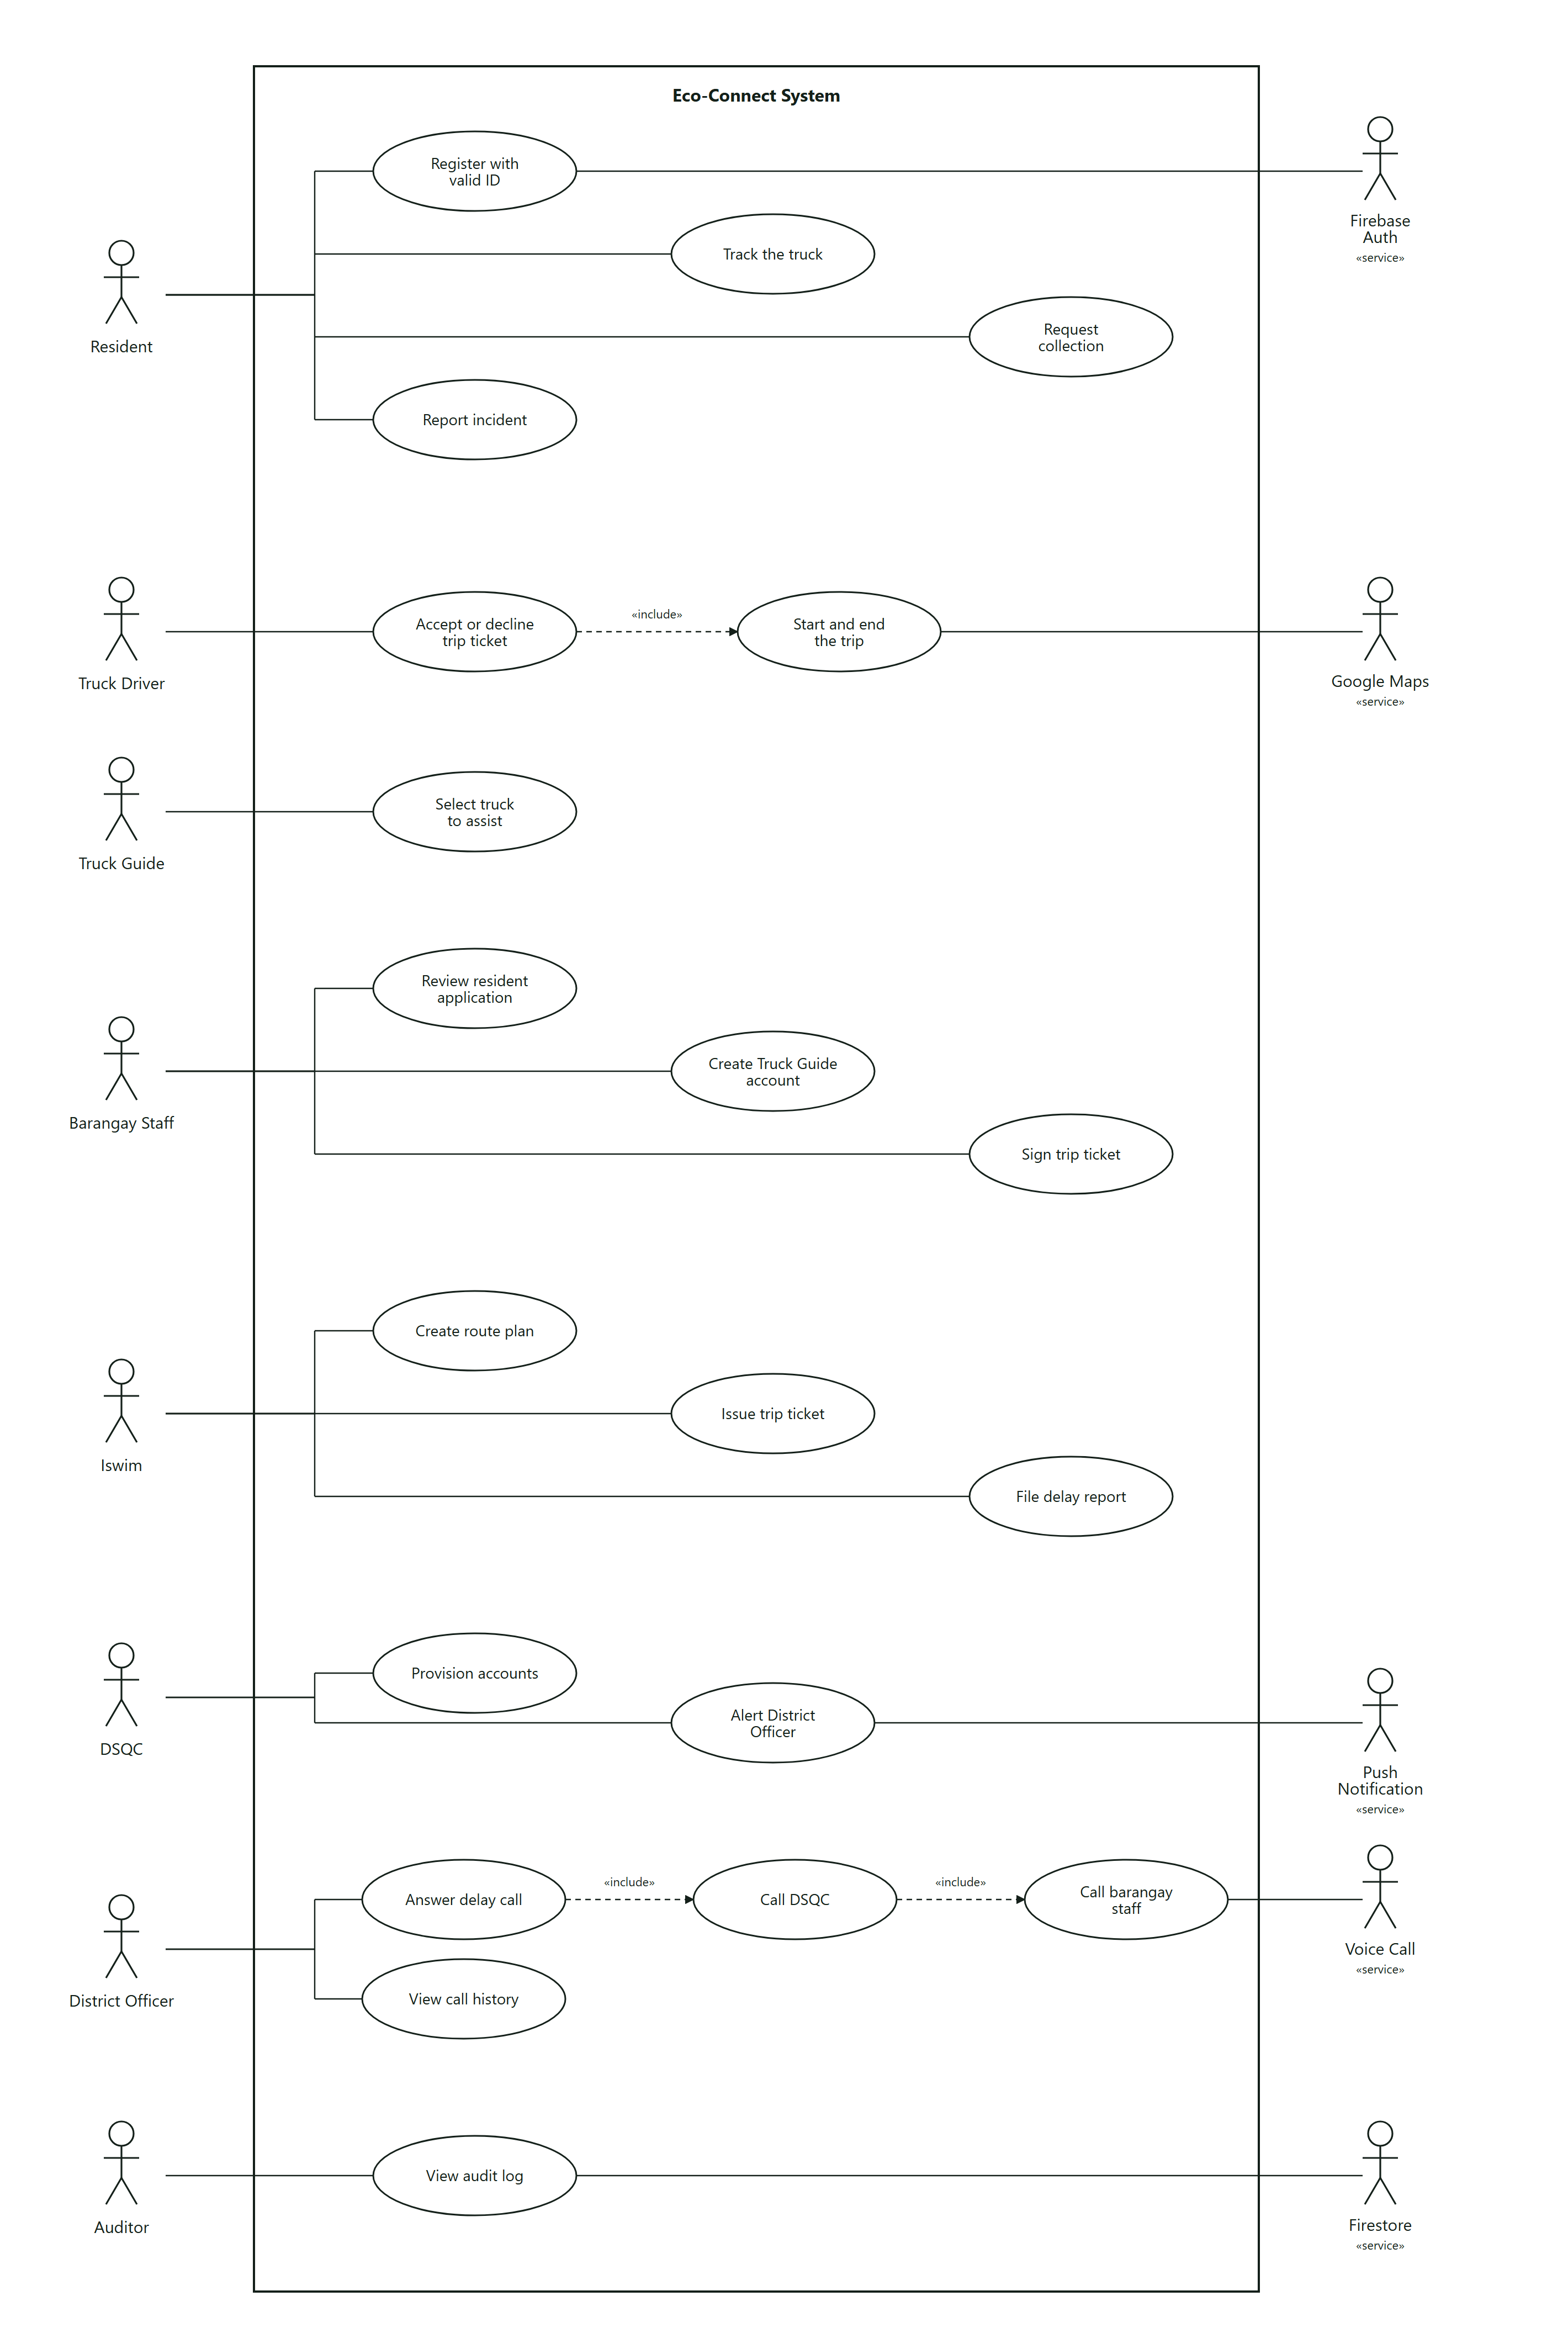 Eco-Connect System
Register with
valid ID
Firebase
Auth
«service»
Track the truck
Resident
Request
collection
Report incident
Truck Driver
Accept or decline
trip ticket
«include»
Start and end
the trip
Google Maps
«service»
Truck Guide
Select truck
to assist
Review resident
application
Barangay Staff
Create Truck Guide
account
Sign trip ticket
Create route plan
Iswim
Issue trip ticket
File delay report
DSQC
Provision accounts
Alert District
Officer
Push
Notification
«service»
Answer delay call
«include»
Call DSQC
«include»
Call barangay
staff
Voice Call
«service»
District Officer
View call history
Auditor
View audit log
Firestore
«service»